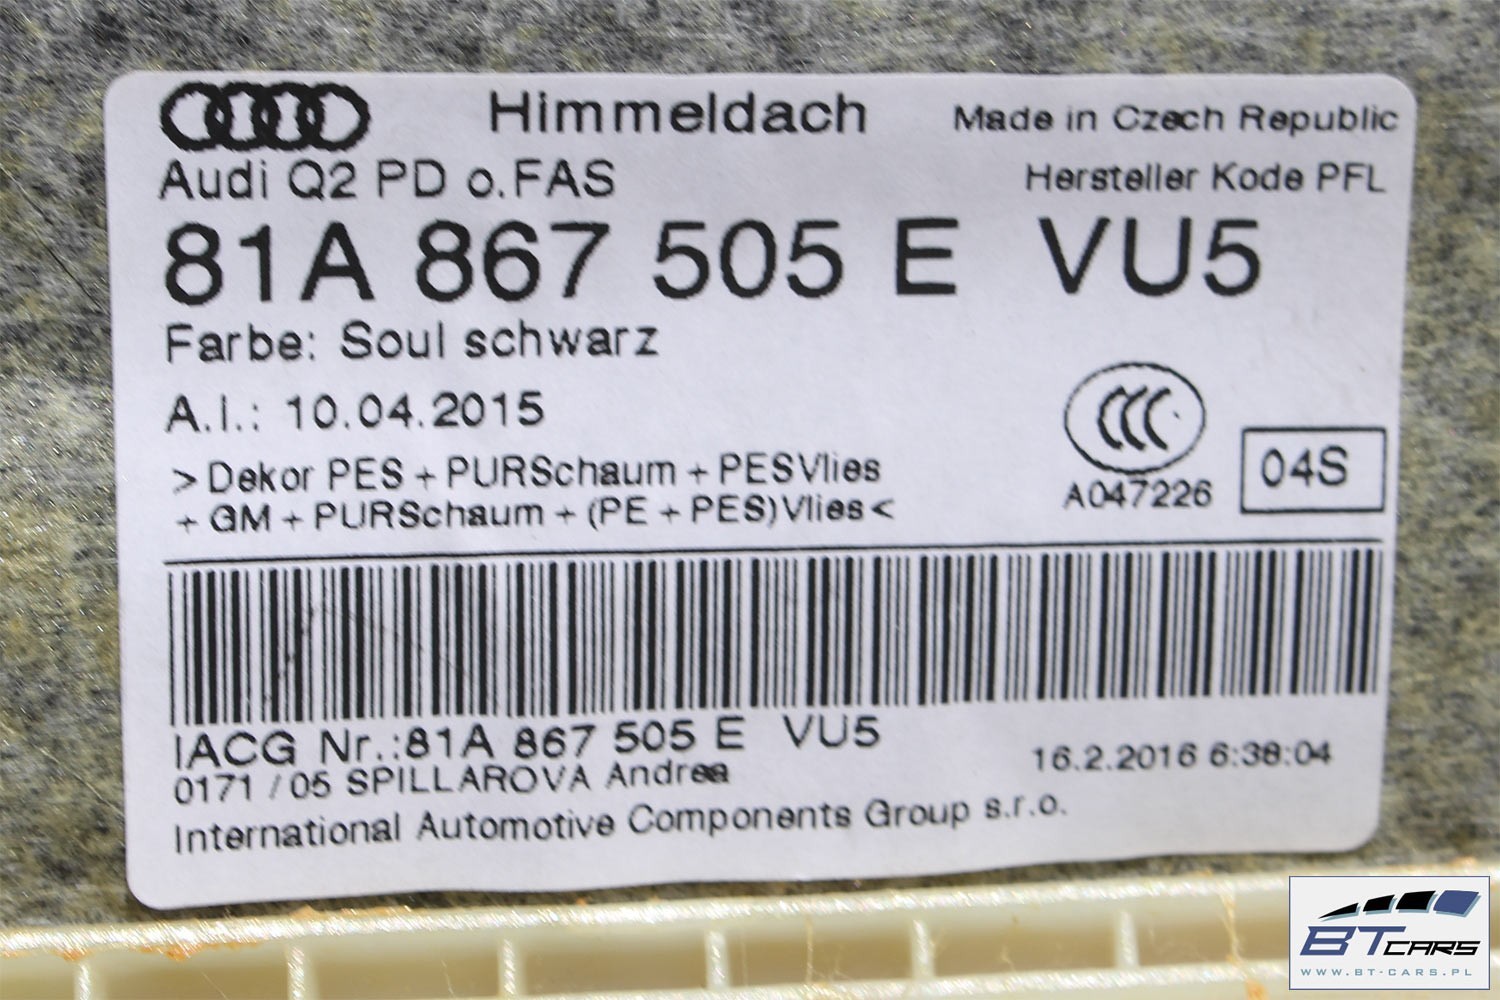 Himmeldach
Made in Czech Republic
Audi Q2 PD o.FAS
Hersteller Kode PFL
81A 867 505 E VU5
Farbe: Soul schwarz
A.I.: 10.04.2015
> Dekor PES + PURSchaum + PESVlies
+ GM + PURSchaum + (PE + PES)Vlies <
CCC
A047226
04S
IACG Nr.:81A 867 505 E VU5
0171 / 05 SPILLAROVA Andrea
16.2.2016 6:38:04
International Automotive Components Group s.r.o.
BT CARS
WWW.BT-CARS.PL